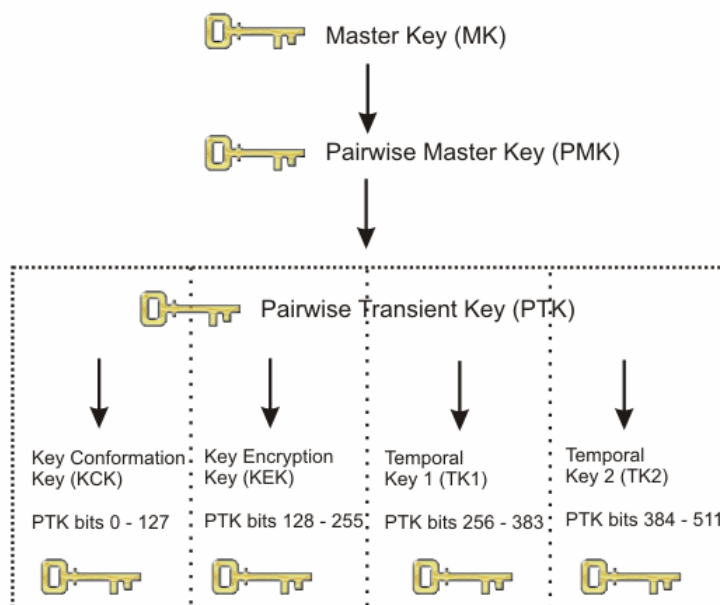 Master Key (MK)
Pairwise Master Key (PMK)
Pairwise Transient Key (PTK)
Key Conformation
Key (KCK)
PTK bits 0 - 127
Key Encryption
Key (KEK)
PTK bits 128 - 255
Temporal
Key 1 (TK1)
PTK bits 256 - 383
Temporal
Key 2 (TK2)
PTK bits 384 - 511